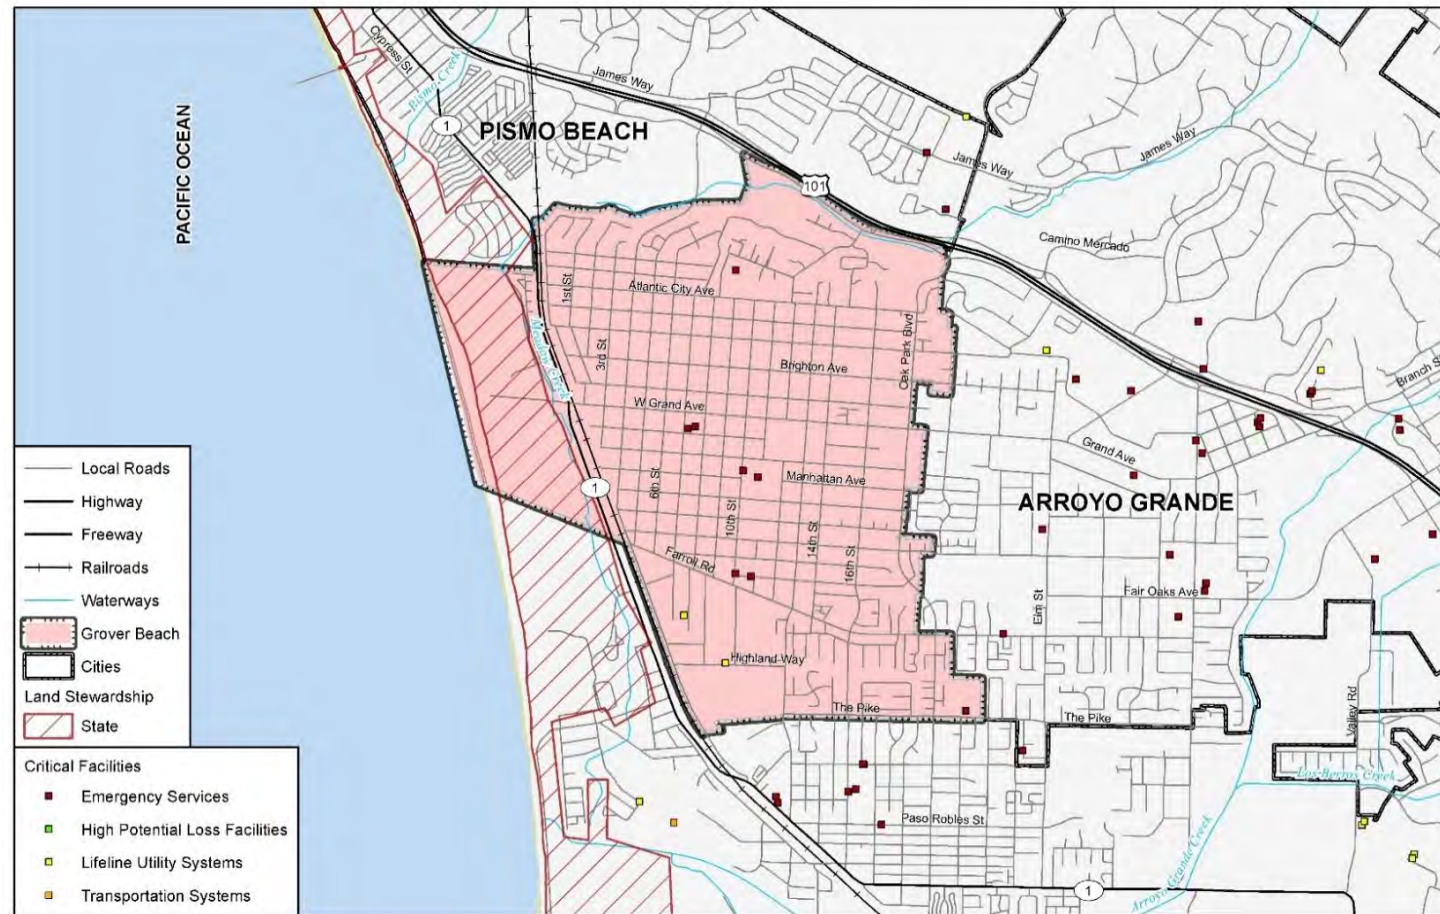 Cypress St
Pismo Creek
James Way
1
PISMO BEACH
PACIFIC OCEAN
101
James Way
James Way
Camino Mercado
1st St
Atlantic City Ave
Meadow Creek
3rd St
Oak Park Blvd
Brighton Ave
Branch S
W Grand Ave
Grand Ave
6th St
Manhattan Ave
1
10th St
14th St
16th St
ARROYO GRANDE
Farroll Rd
Fair Oaks Ave
Elm St
Highland Way
The Pike
The Pike
Valley Rd
Los Berros Creek
Paso Robles St
Arroyo Grande Creek
1
Local Roads
Highway
Freeway
Railroads
Waterways
Grover Beach
Cities
Land Stewardship
State
Critical Facilities
Emergency Services
High Potential Loss Facilities
Lifeline Utility Systems
Transportation Systems